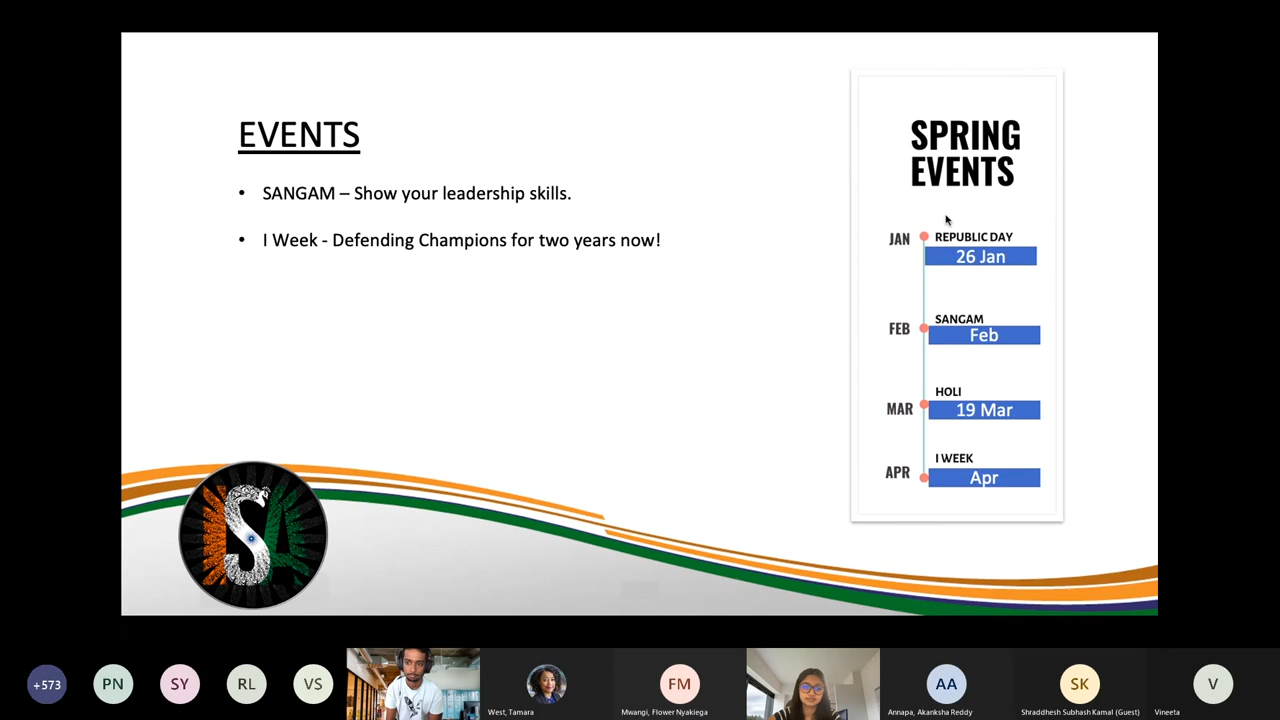 EVENTS
• SANGAM – Show your leadership skills.
• I Week - Defending Champions for two years now!
SPRING
EVENTS
JAN
REPUBLIC DAY
26 Jan
FEB
SANGAM
Feb
MAR
HOLI
19 Mar
APR
I WEEK
Apr
ISA
+573
PN
SY
RL
VS
West, Tamara
FM
Mwangi, Flower Nyakiega
AA
Annapa, Akanksha Reddy
SK
Shraddhesh Subhash Kamal (Guest)
V
Vineeta